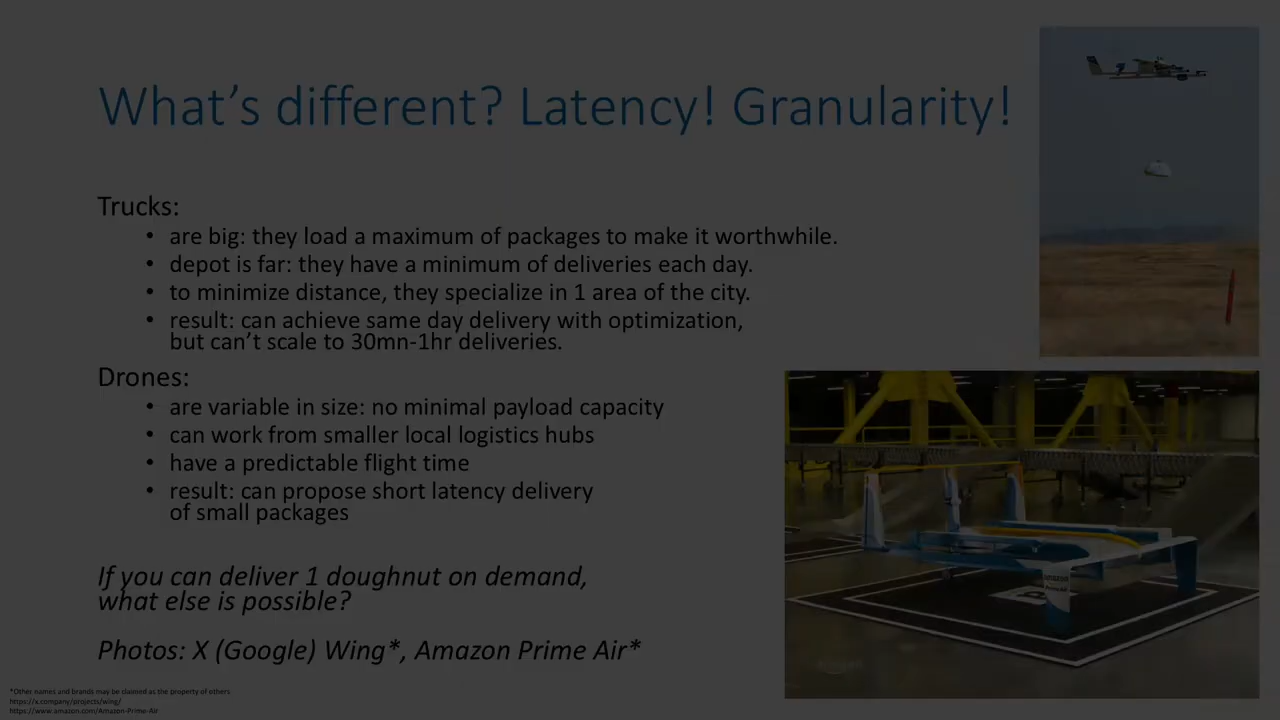 What's different? Latency! Granularity!
Trucks:
• are big: they load a maximum of packages to make it worthwhile.
• depot is far: they have a minimum of deliveries each day.
• to minimize distance, they specialize in 1 area of the city.
• result: can achieve same day delivery with optimization,
but can't scale to 30mn-1hr deliveries.
Drones:
• are variable in size: no minimal payload capacity
• can work from smaller local logistics hubs
• have a predictable flight time
• result: can propose short latency delivery
of small packages
If you can deliver 1 doughnut on demand,
what else is possible?
Photos: X (Google) Wing*, Amazon Prime Air*
*Other names and brands may be claimed as the property of others
https://x.company/projects/wing/
https://www.amazon.com/Amazon-Prime-Air